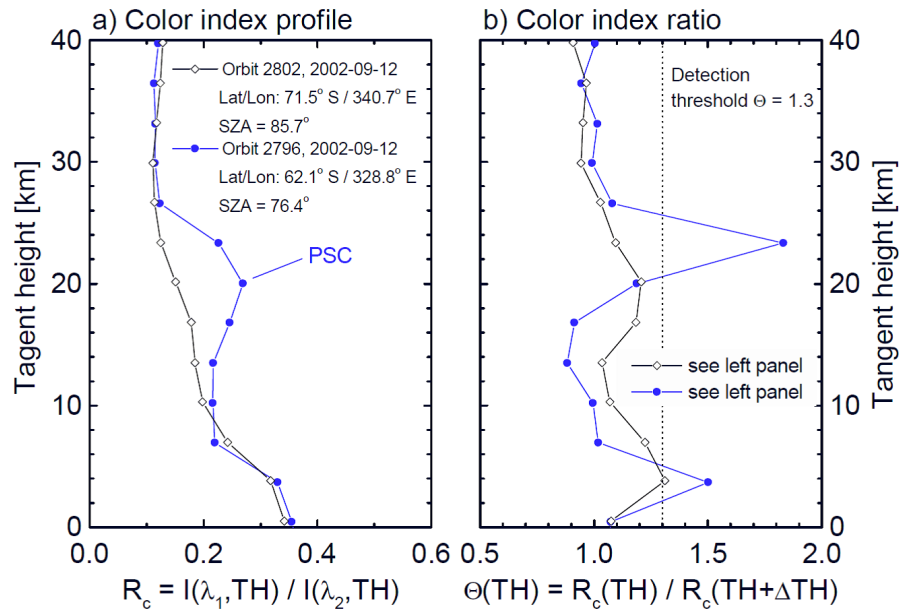 a) Color index profile
b) Color index ratio
40
30
20
10
0
Tagent height [km]
Orbit 2802, 2002-09-12
Lat/Lon: 71.5° S / 340.7° E
SZA = 85.7°
Orbit 2796, 2002-09-12
Lat/Lon: 62.1° S / 328.8° E
SZA = 76.4°
PSC
0.0 0.2 0.4 0.6
R_c = I(λ_1,TH) / I(λ_2,TH)
Detection
threshold Θ = 1.3
see left panel
see left panel
40
30
20
10
0
Tangent height [km]
0.5 1.0 1.5 2.0
Θ(TH) = R_c(TH) / R_c(TH+ΔTH)